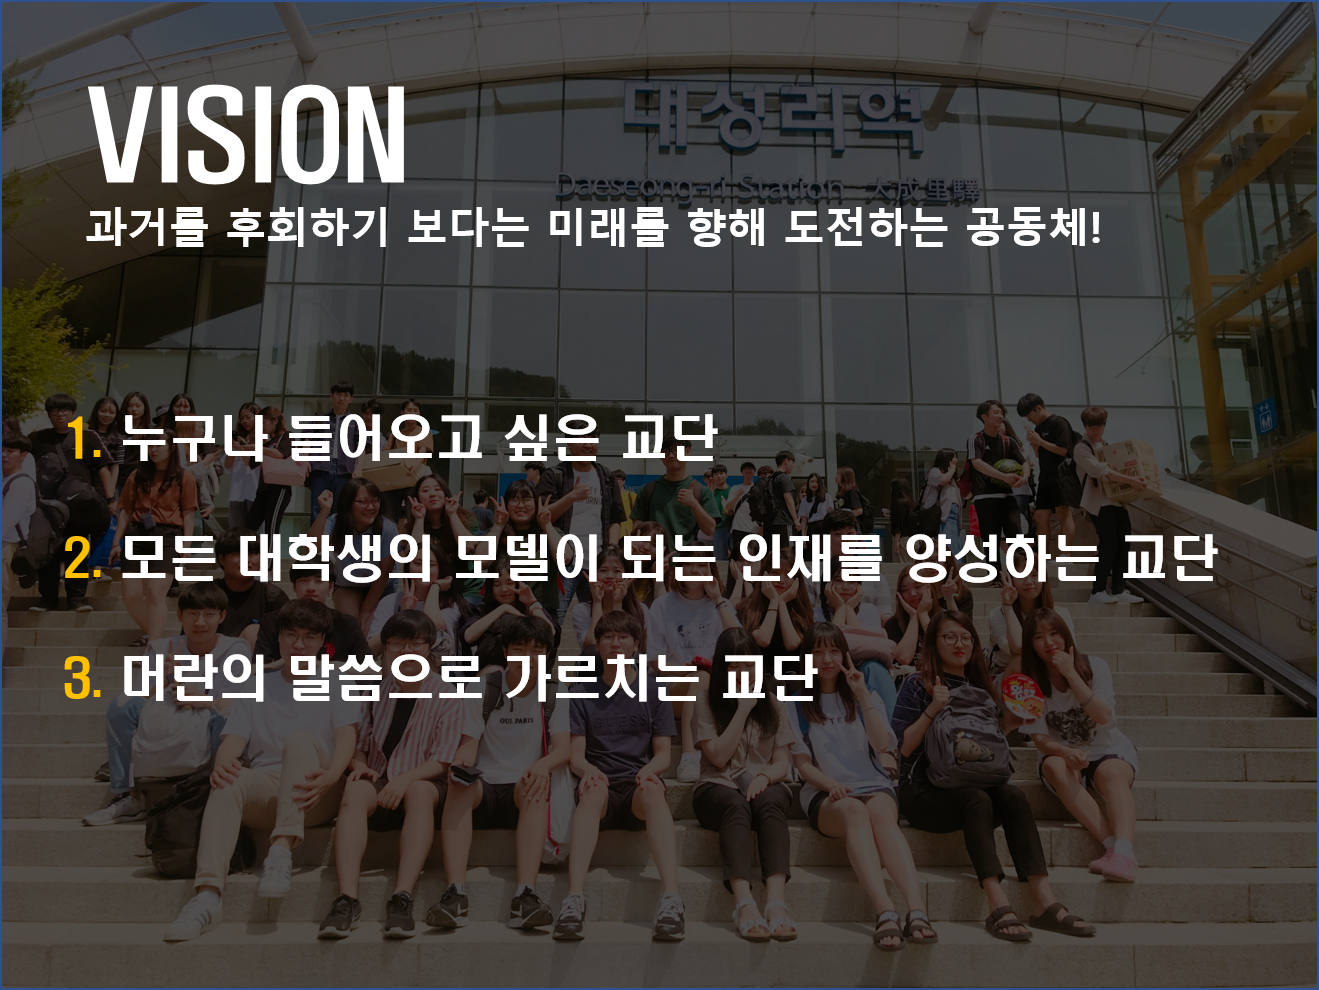 VISION
과거를 후회하기 보다는 미래를 향해 도전하는 공동체!
대성리역
Daeseong-ri Station 大成里驛
1. 누구나 들어오고 싶은 교단
2. 모든 대학생의 모델이 되는 인재를 양성하는 교단
3. 머란의 말씀으로 가르치는 교단
OUI PARIS
GUESS